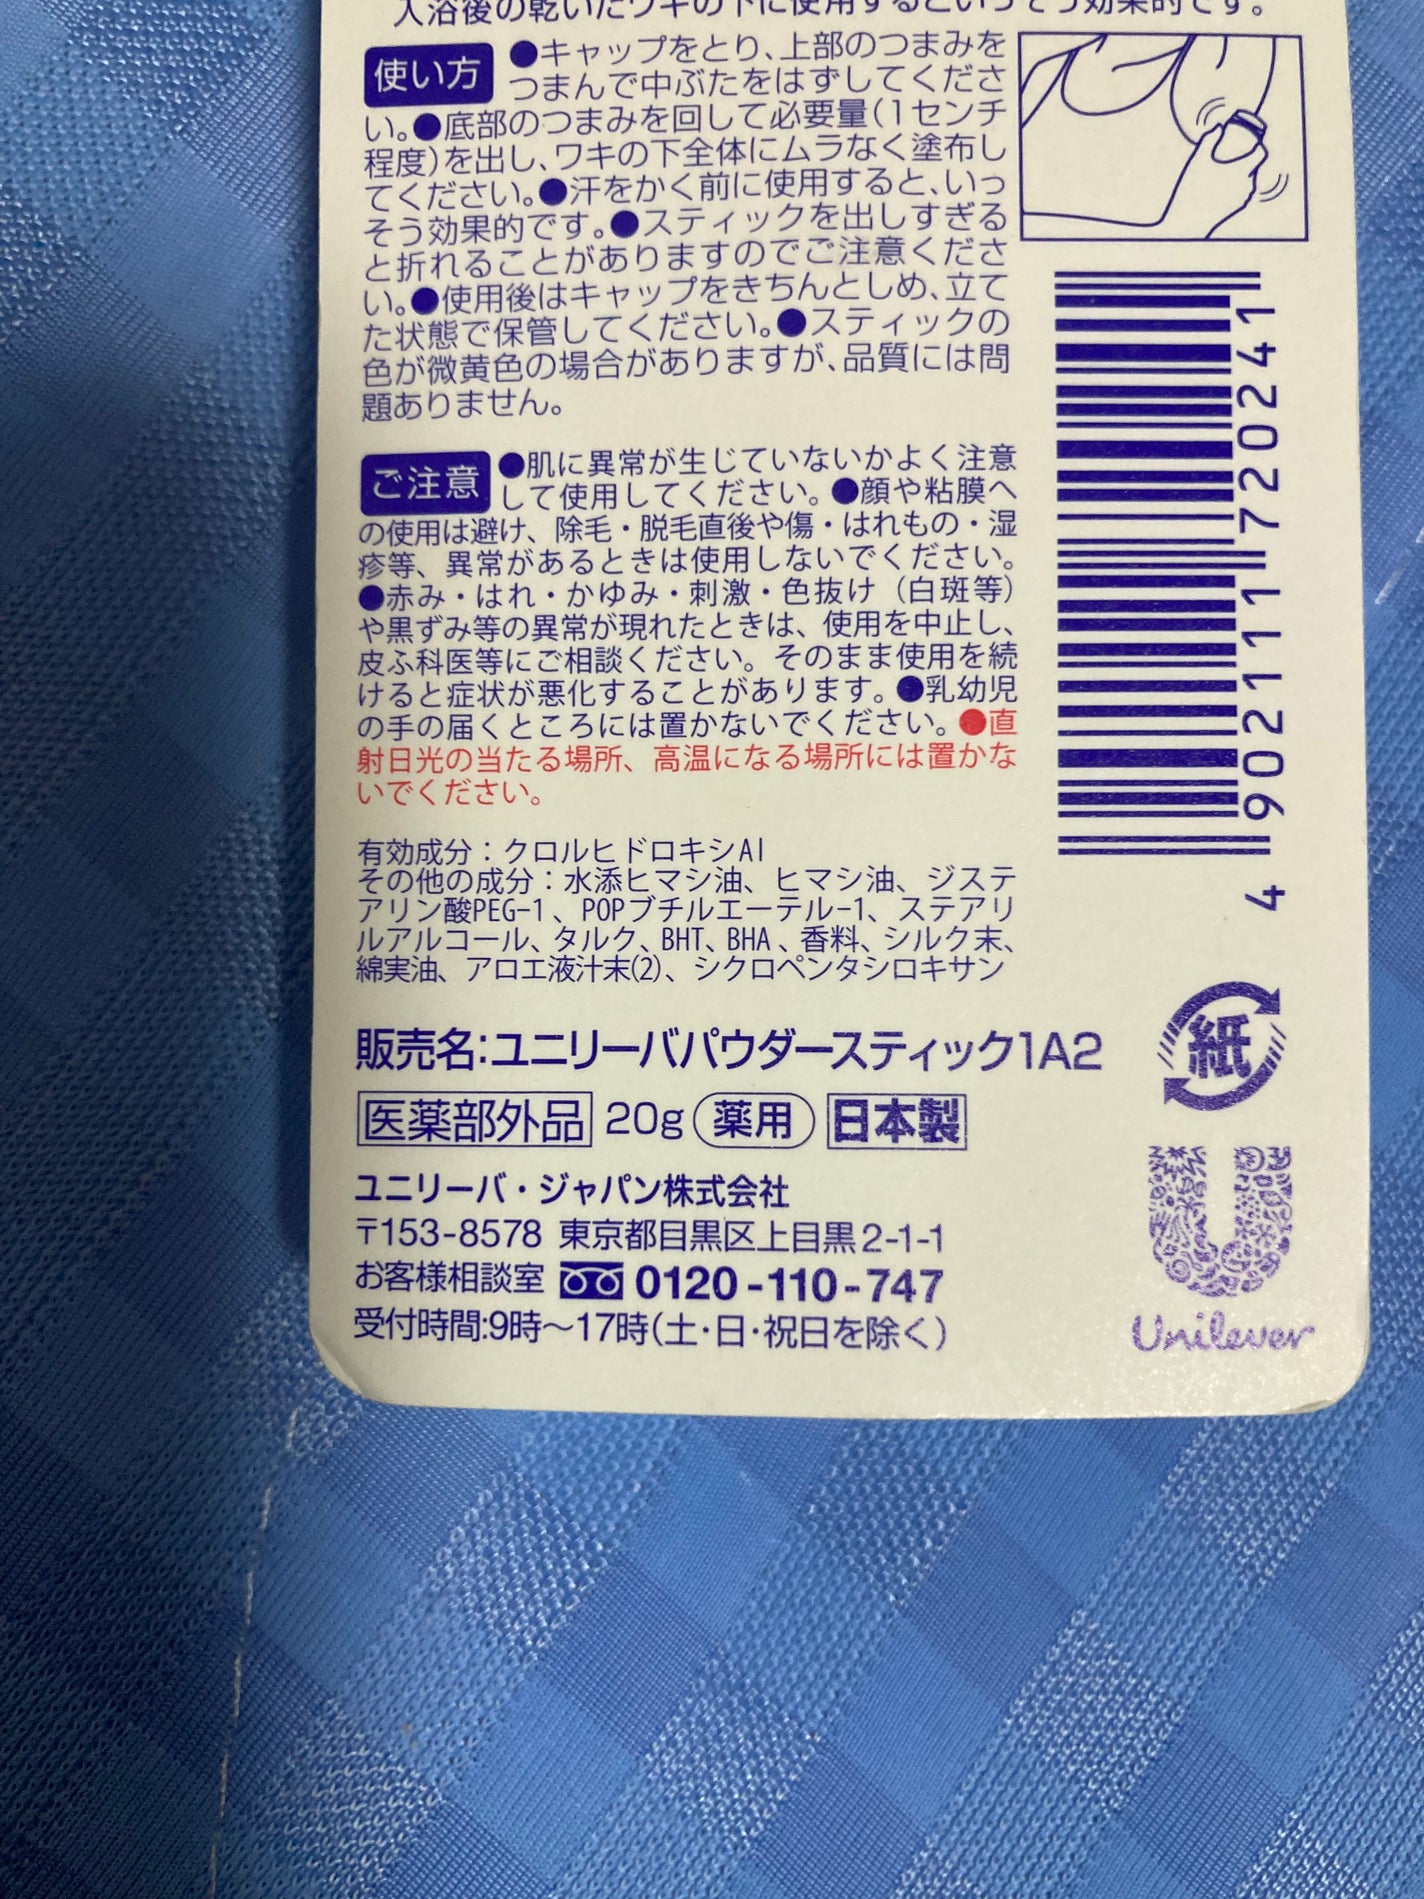 入浴後の乾いたワキの下に使用するといっそう効果的です。
使い方 ●キャップをとり、上部のつまみを
つまんで中ぶたをはずしてくださ
い。●底部のつまみを回して必要量(1センチ
程度)を出し、ワキの下全体にムラなく塗布し
てください。●汗をかく前に使用すると、いっ
そう効果的です。●スティックを出しすぎる
と折れることがありますのでご注意くださ
い。●使用後はキャップをきちんとしめ、立て
た状態で保管してください。●スティックの
色が微黄色の場合がありますが、品質には問
題ありません。
ご注意 ●肌に異常が生じていないかよく注意
して使用してください。●顔や粘膜へ
の使用は避け、除毛・脱毛直後や傷・はれもの・湿
疹等、異常があるときは使用しないでください。
●赤み・はれ・かゆみ・刺激・色抜け（白斑等）
や黒ずみ等の異常が現れたときは、使用を中止し、
皮ふ科医等にご相談ください。そのまま使用を続
けると症状が悪化することがあります。●乳幼児
の手の届くところには置かないでください。●直
射日光の当たる場所、高温になる場所には置かな
いでください。
有効成分：クロルヒドロキシAl
その他の成分：水添ヒマシ油、ヒマシ油、ジステ
アリン酸PEG-1、POPブチルエーテル-1、ステアリ
ルアルコール、タルク、BHT、BHA、香料、シルク末、
綿実油、アロエ液汁末(2)、シクロペンタシロキサン
販売名:ユニリーバパウダースティック1A2
医薬部外品 20g 薬用 日本製
ユニリーバ・ジャパン株式会社
〒153-8578 東京都目黒区上目黒2-1-1
お客様相談室 0120-110-747
受付時間:9時～17時(土・日・祝日を除く)
4 902111 720241
紙
Unilever